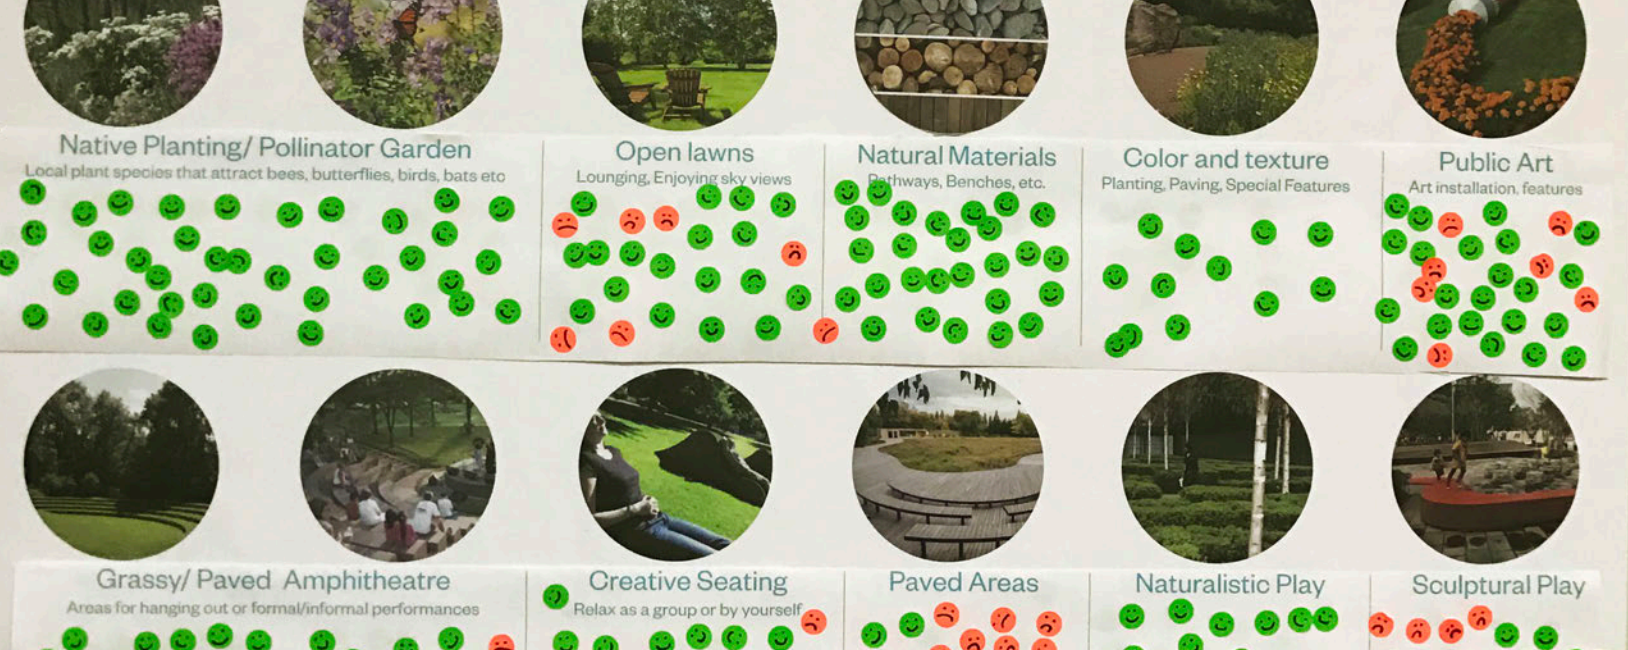 Native Planting/ Pollinator Garden
Local plant species that attract bees, butterflies, birds, bats etc
Open lawns
Lounging, Enjoying sky views
Natural Materials
Pathways, Benches, etc.
Color and texture
Planting, Paving, Special Features
Public Art
Art installation, features
Grassy/ Paved Amphitheatre
Areas for hanging out or formal/informal performances
Creative Seating
Relax as a group or by yourself
Paved Areas
Naturalistic Play
Sculptural Play